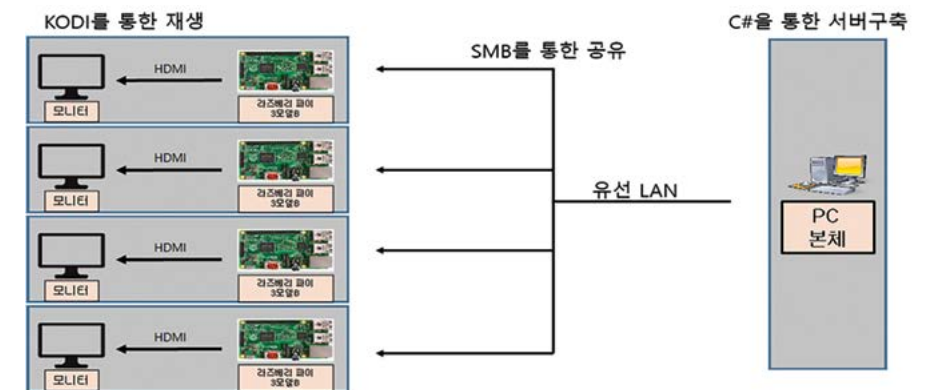 KODI를 통한 재생
C#을 통한 서버구축
SMB를 통한 공유
유선 LAN
HDMI
모니터
라즈베리 파이
3모델B
HDMI
모니터
라즈베리 파이
3모델B
HDMI
모니터
라즈베리 파이
3모델B
HDMI
모니터
라즈베리 파이
3모델B
PC
본체